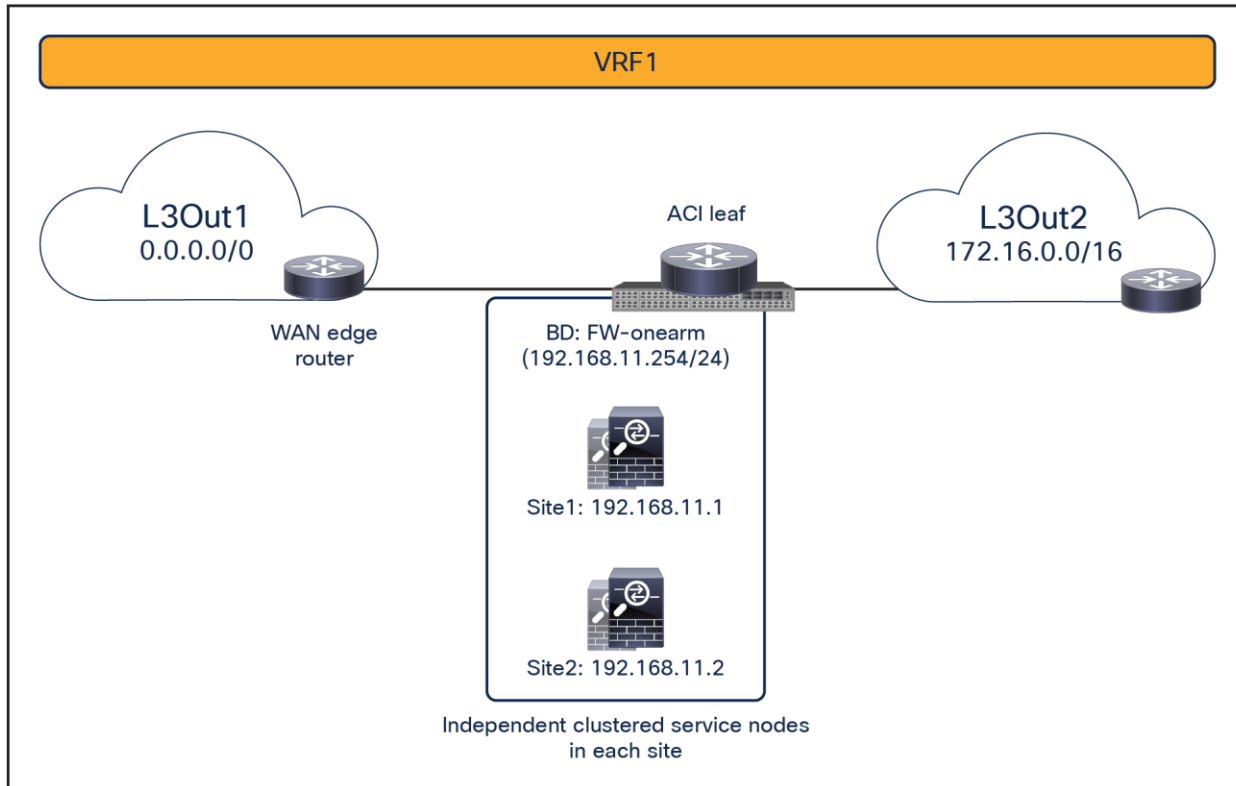 VRF1
L3Out1
0.0.0.0/0
WAN edge
router
ACI leaf
L3Out2
172.16.0.0/16
BD: FW-onearm
(192.168.11.254/24)
Site1: 192.168.11.1
Site2: 192.168.11.2
Independent clustered service nodes
in each site